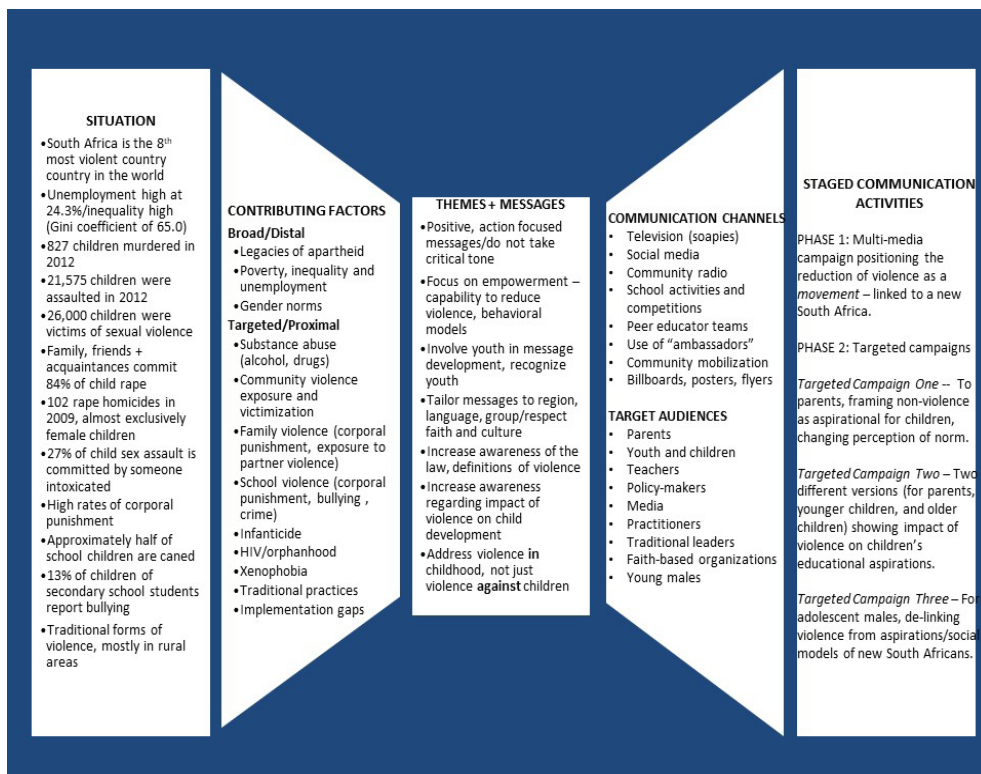 SITUATION
•South Africa is the 8th
most violent country
country in the world
•Unemployment high at
24.3%/inequality high
(Gini coefficient of 65.0)
•827 children murdered in
2012
•21,575 children were
assaulted in 2012
•26,000 children were
victims of sexual violence
•Family, friends +
acquaintances commit
84% of child rape
•102 rape homicides in
2009, almost exclusively
female children
•27% of child sex assault is
committed by someone
intoxicated
•High rates of corporal
punishment
•Approximately half of
school children are caned
•13% of children of
secondary school students
report bullying
•Traditional forms of
violence, mostly in rural
areas
CONTRIBUTING FACTORS
Broad/Distal
•Legacies of apartheid
•Poverty, inequality and
unemployment
•Gender norms
Targeted/Proximal
•Substance abuse
(alcohol, drugs)
•Community violence
exposure and
victimization
•Family violence (corporal
punishment, exposure to
partner violence)
•School violence (corporal
punishment, bullying ,
crime)
•Infanticide
•HIV/orphanhood
•Xenophobia
•Traditional practices
•Implementation gaps
THEMES + MESSAGES
•Positive, action focused
messages/do not take
critical tone
•Focus on empowerment –
capability to reduce
violence, behavioral
models
•Involve youth in message
development, recognize
youth
•Tailor messages to region,
language, group/respect
faith and culture
•Increase awareness of the
law, definitions of violence
•Increase awareness
regarding impact of
violence on child
development
•Address violence in
childhood, not just
violence against children
COMMUNICATION CHANNELS
• Television (soapies)
• Social media
• Community radio
• School activities and
competitions
• Peer educator teams
• Use of “ambassadors”
• Community mobilization
• Billboards, posters, flyers
TARGET AUDIENCES
• Parents
• Youth and children
• Teachers
• Policy-makers
• Media
• Practitioners
• Traditional leaders
• Faith-based organizations
• Young males
STAGED COMMUNICATION
ACTIVITIES
PHASE 1: Multi-media
campaign positioning the
reduction of violence as a
movement – linked to a new
South Africa.
PHASE 2: Targeted campaigns
Targeted Campaign One -- To
parents, framing non-violence
as aspirational for children,
changing perception of norm.
Targeted Campaign Two – Two
different versions (for parents,
younger children, and older
children) showing impact of
violence on children’s
educational aspirations.
Targeted Campaign Three – For
adolescent males, de-linking
violence from aspirations/social
models of new South Africans.